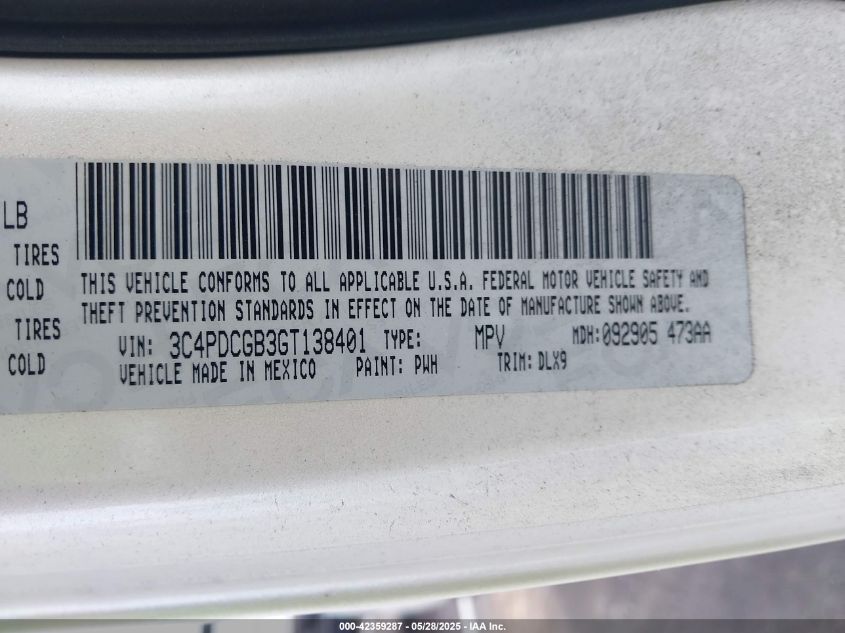 LB
TIRES
COLD
TIRES
COLD
THIS VEHICLE CONFORMS TO ALL APPLICABLE U.S.A. FEDERAL MOTOR VEHICLE SAFETY AND
THEFT PREVENTION STANDARDS IN EFFECT ON THE DATE OF MANUFACTURE SHOWN ABOVE.
VIN: 3C4PDCGB3GT138401 TYPE: MPV MDH:092905 473AA
VEHICLE MADE IN MEXICO PAINT: PWH TRIM: DLX9
000-42359287 - 05/28/2025 - IAA Inc.